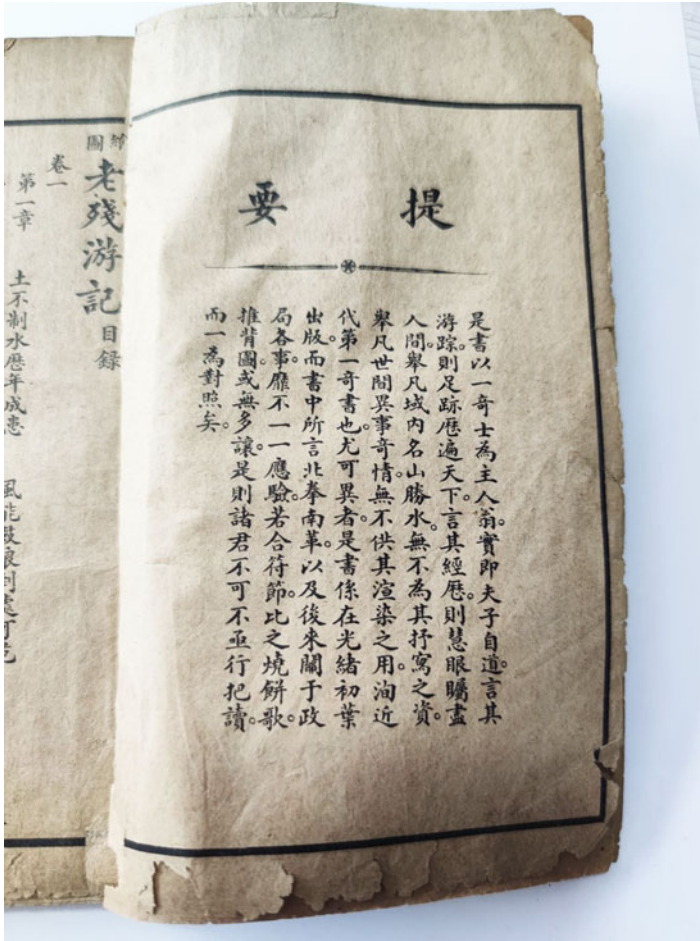 提要
是書以一奇士為主人翁。實即夫子自道。言其
游踪。則足跡歷遍天下。言其經歷。則慧眼矚盡
人間。舉凡域內名山勝水。無不為其抒寫之資。
舉凡世間異事奇情。無不供其渲染之用。洵近
代第一奇書也。尤可異者。是書係在光緒初葉
出版。而書中所言北拳南革。以及後來關于政
局各事。靡不一一應驗。若合符節。比之燒餅歌。
推背圖。或無多讓。是則諸君不可不亟行把讀。
而一為對照矣。
繪圖
老殘游記目錄
卷一
第一章 土不制水歷年成患